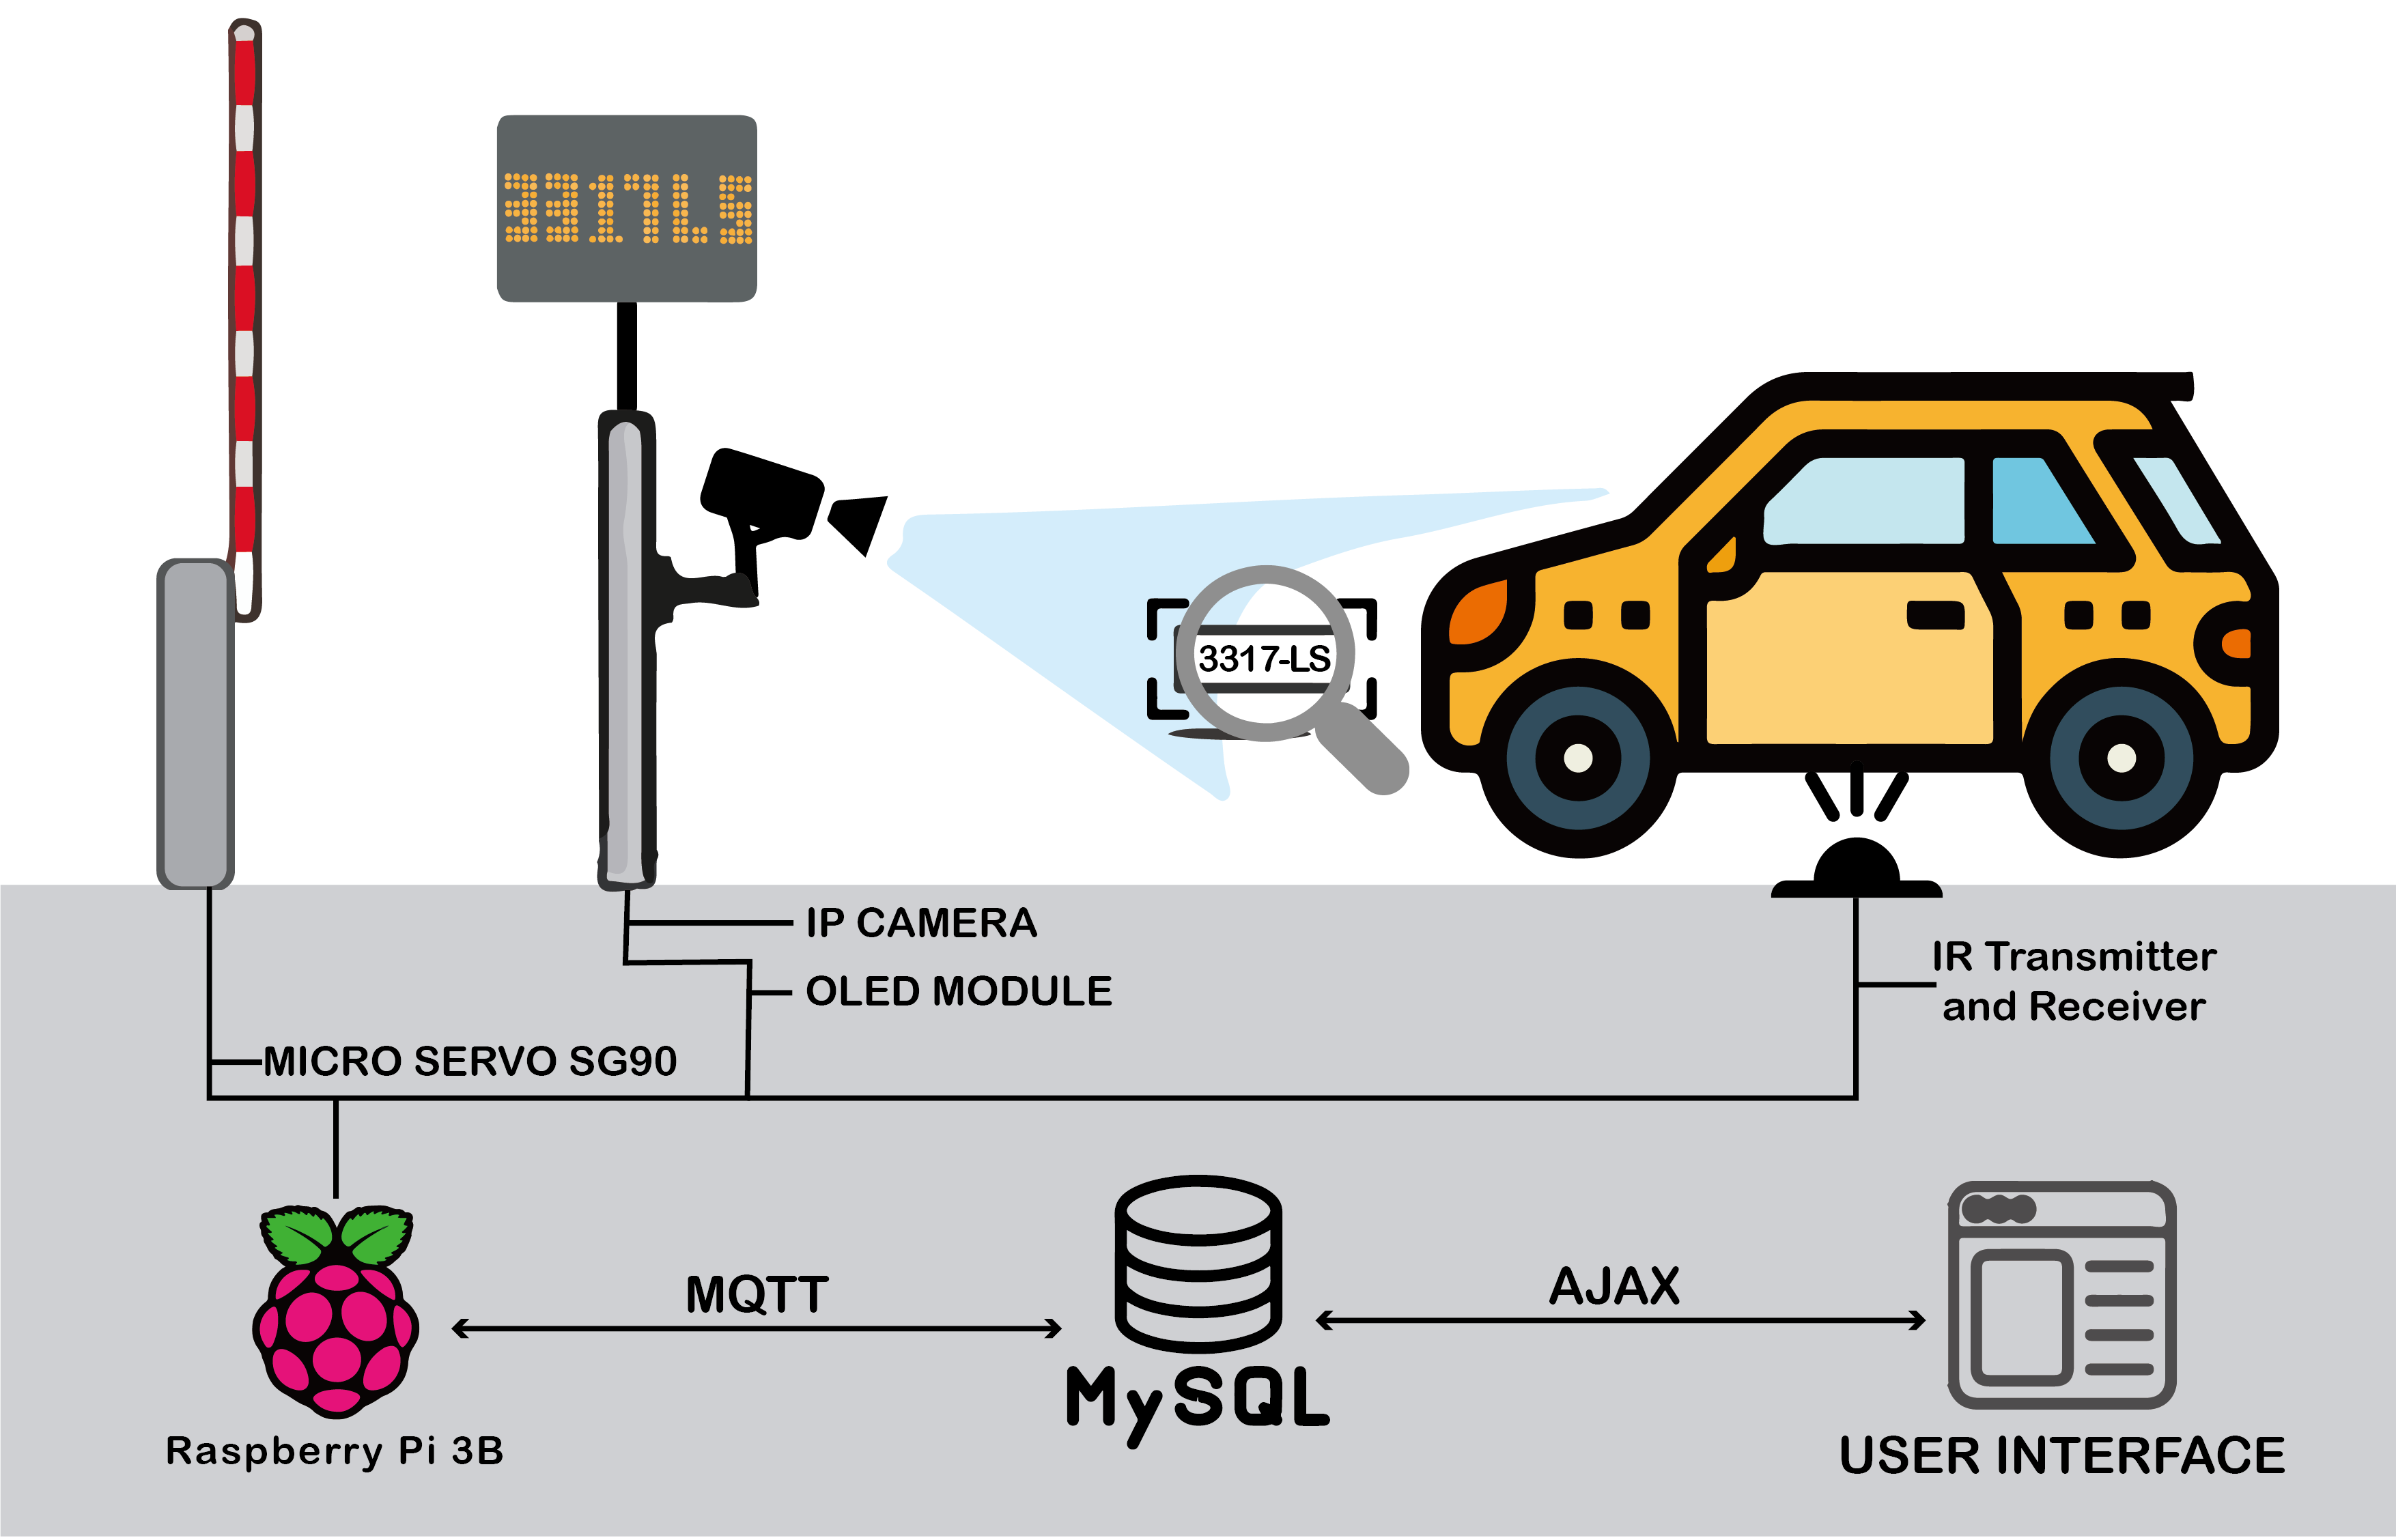 3317LS
3317-LS
IP CAMERA
OLED MODULE
IR Transmitter
and Receiver
MICRO SERVO SG90
MQTT
AJAX
MySQL
Raspberry Pi 3B
USER INTERFACE